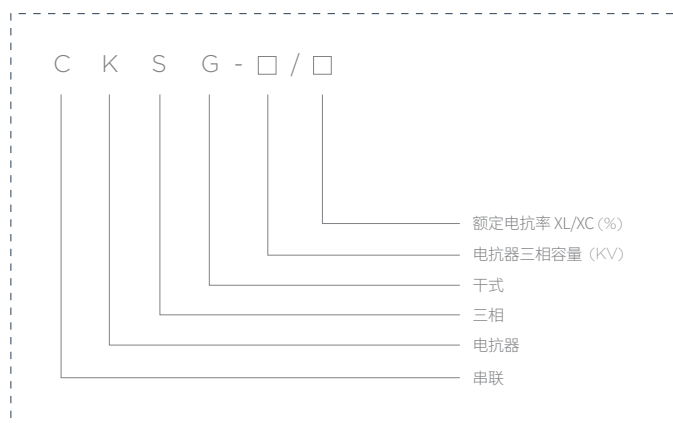 C K S G - □ / □
额定电抗率 XL/XC (%)
电抗器三相容量 (KV)
干式
三相
电抗器
串联